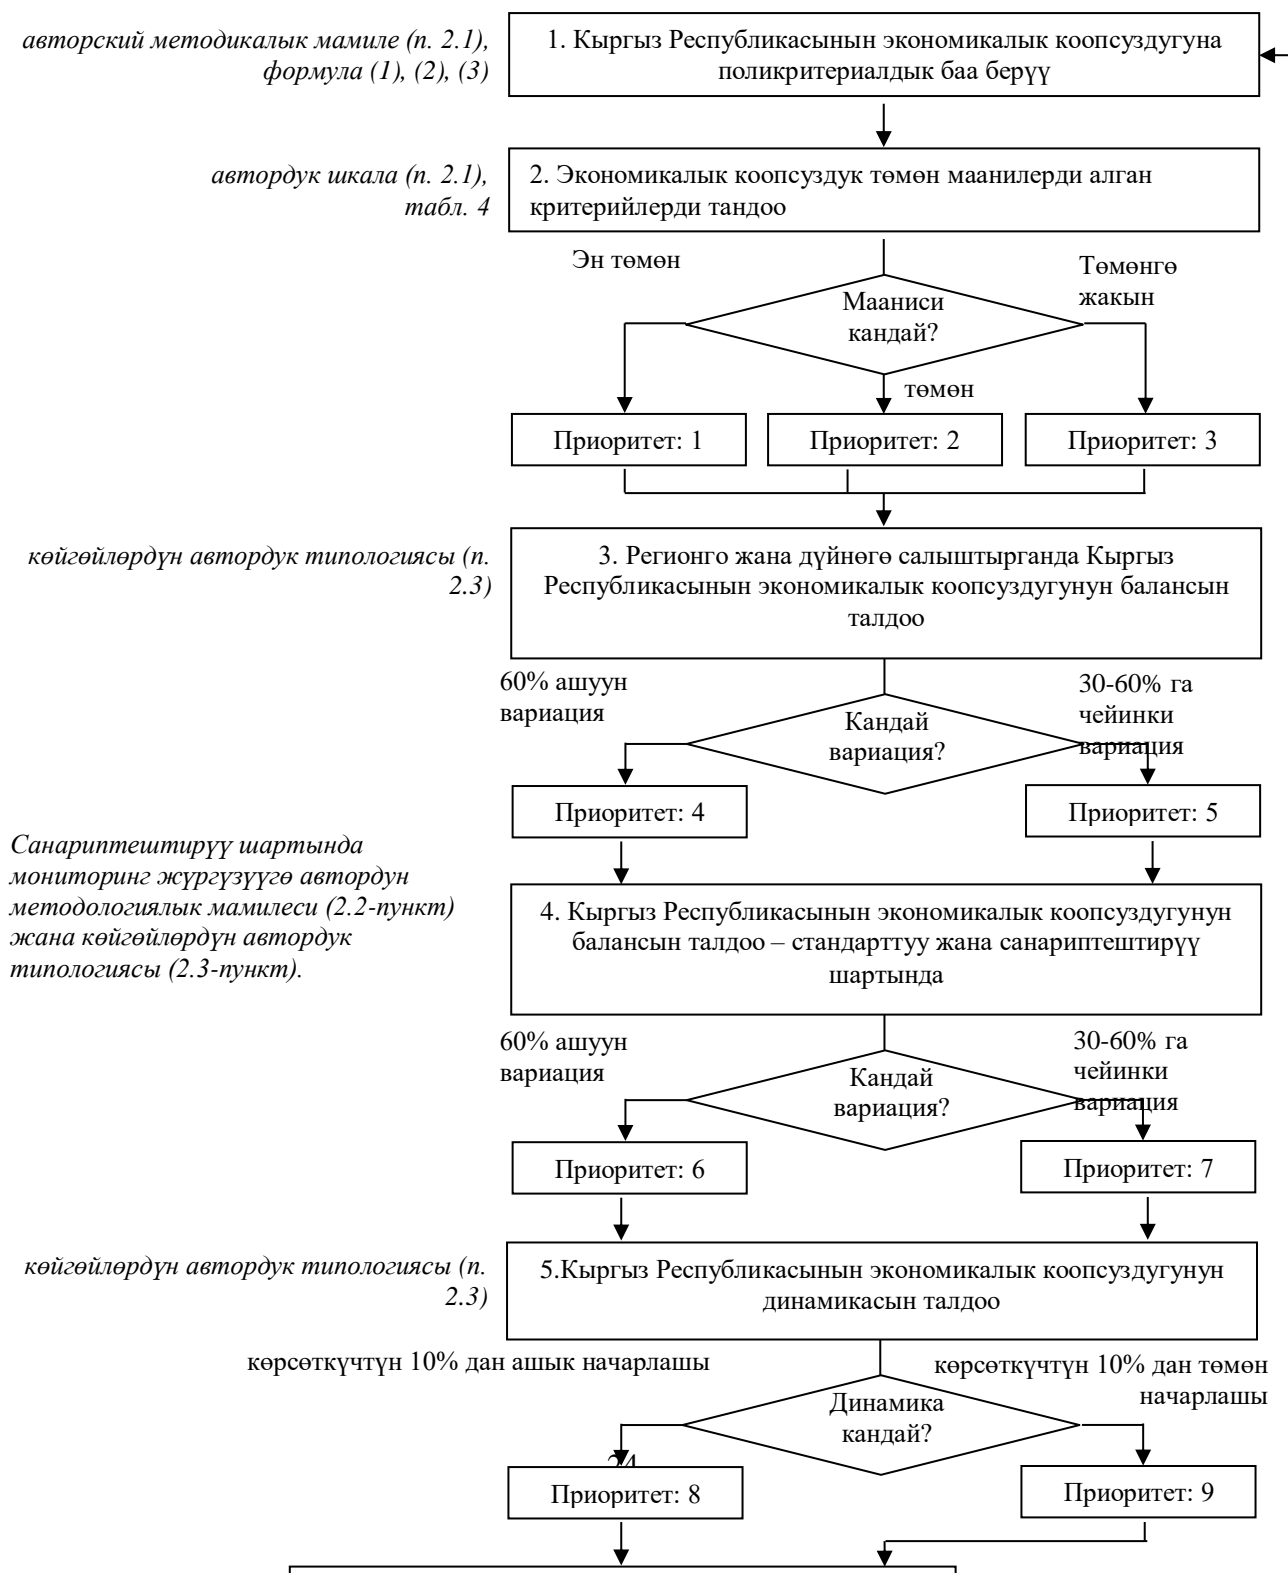 авторский методикалык мамиле (п. 2.1),
формула (1), (2), (3)
1. Кыргыз Республикасынын экономикалык коопсуздугуна
поликритериалдык баа берүү
автордук шкала (п. 2.1),
табл. 4
2. Экономикалык коопсуздук төмөн маанилерди алган
критерийлерди тандоо
Эн төмөн
Төмөнгө
жакын
Мааниси
кандай?
төмөн
Приоритет: 1
Приоритет: 2
Приоритет: 3
көйгөйлөрдүн автордук типологиясы (п.
2.3)
3. Регионго жана дүйнөгө салыштырганда Кыргыз
Республикасынын экономикалык коопсуздугунун балансын
талдоо
60% ашуун
вариация
30-60% га
чейинки
вариация
Кандай
вариация?
Приоритет: 4
Приоритет: 5
Санариптештирүү шартында
мониторинг жүргүзүүгө автордун
методологиялык мамилеси (2.2-пункт)
жана көйгөйлөрдүн автордук
типологиясы (2.3-пункт).
4. Кыргыз Республикасынын экономикалык коопсуздугунун
балансын талдоо – стандарттуу жана санариптештирүү
шартында
60% ашуун
вариация
30-60% га
чейинки
вариация
Кандай
вариация?
Приоритет: 6
Приоритет: 7
көйгөйлөрдүн автордук типологиясы (п.
2.3)
5.Кыргыз Республикасынын экономикалык коопсуздугунун
динамикасын талдоо
көрсөткүчтүн 10% дан ашык начарлашы
көрсөткүчтүн 10% дан төмөн
начарлашы
Динамика
кандай?
24
Приоритет: 8
Приоритет: 9